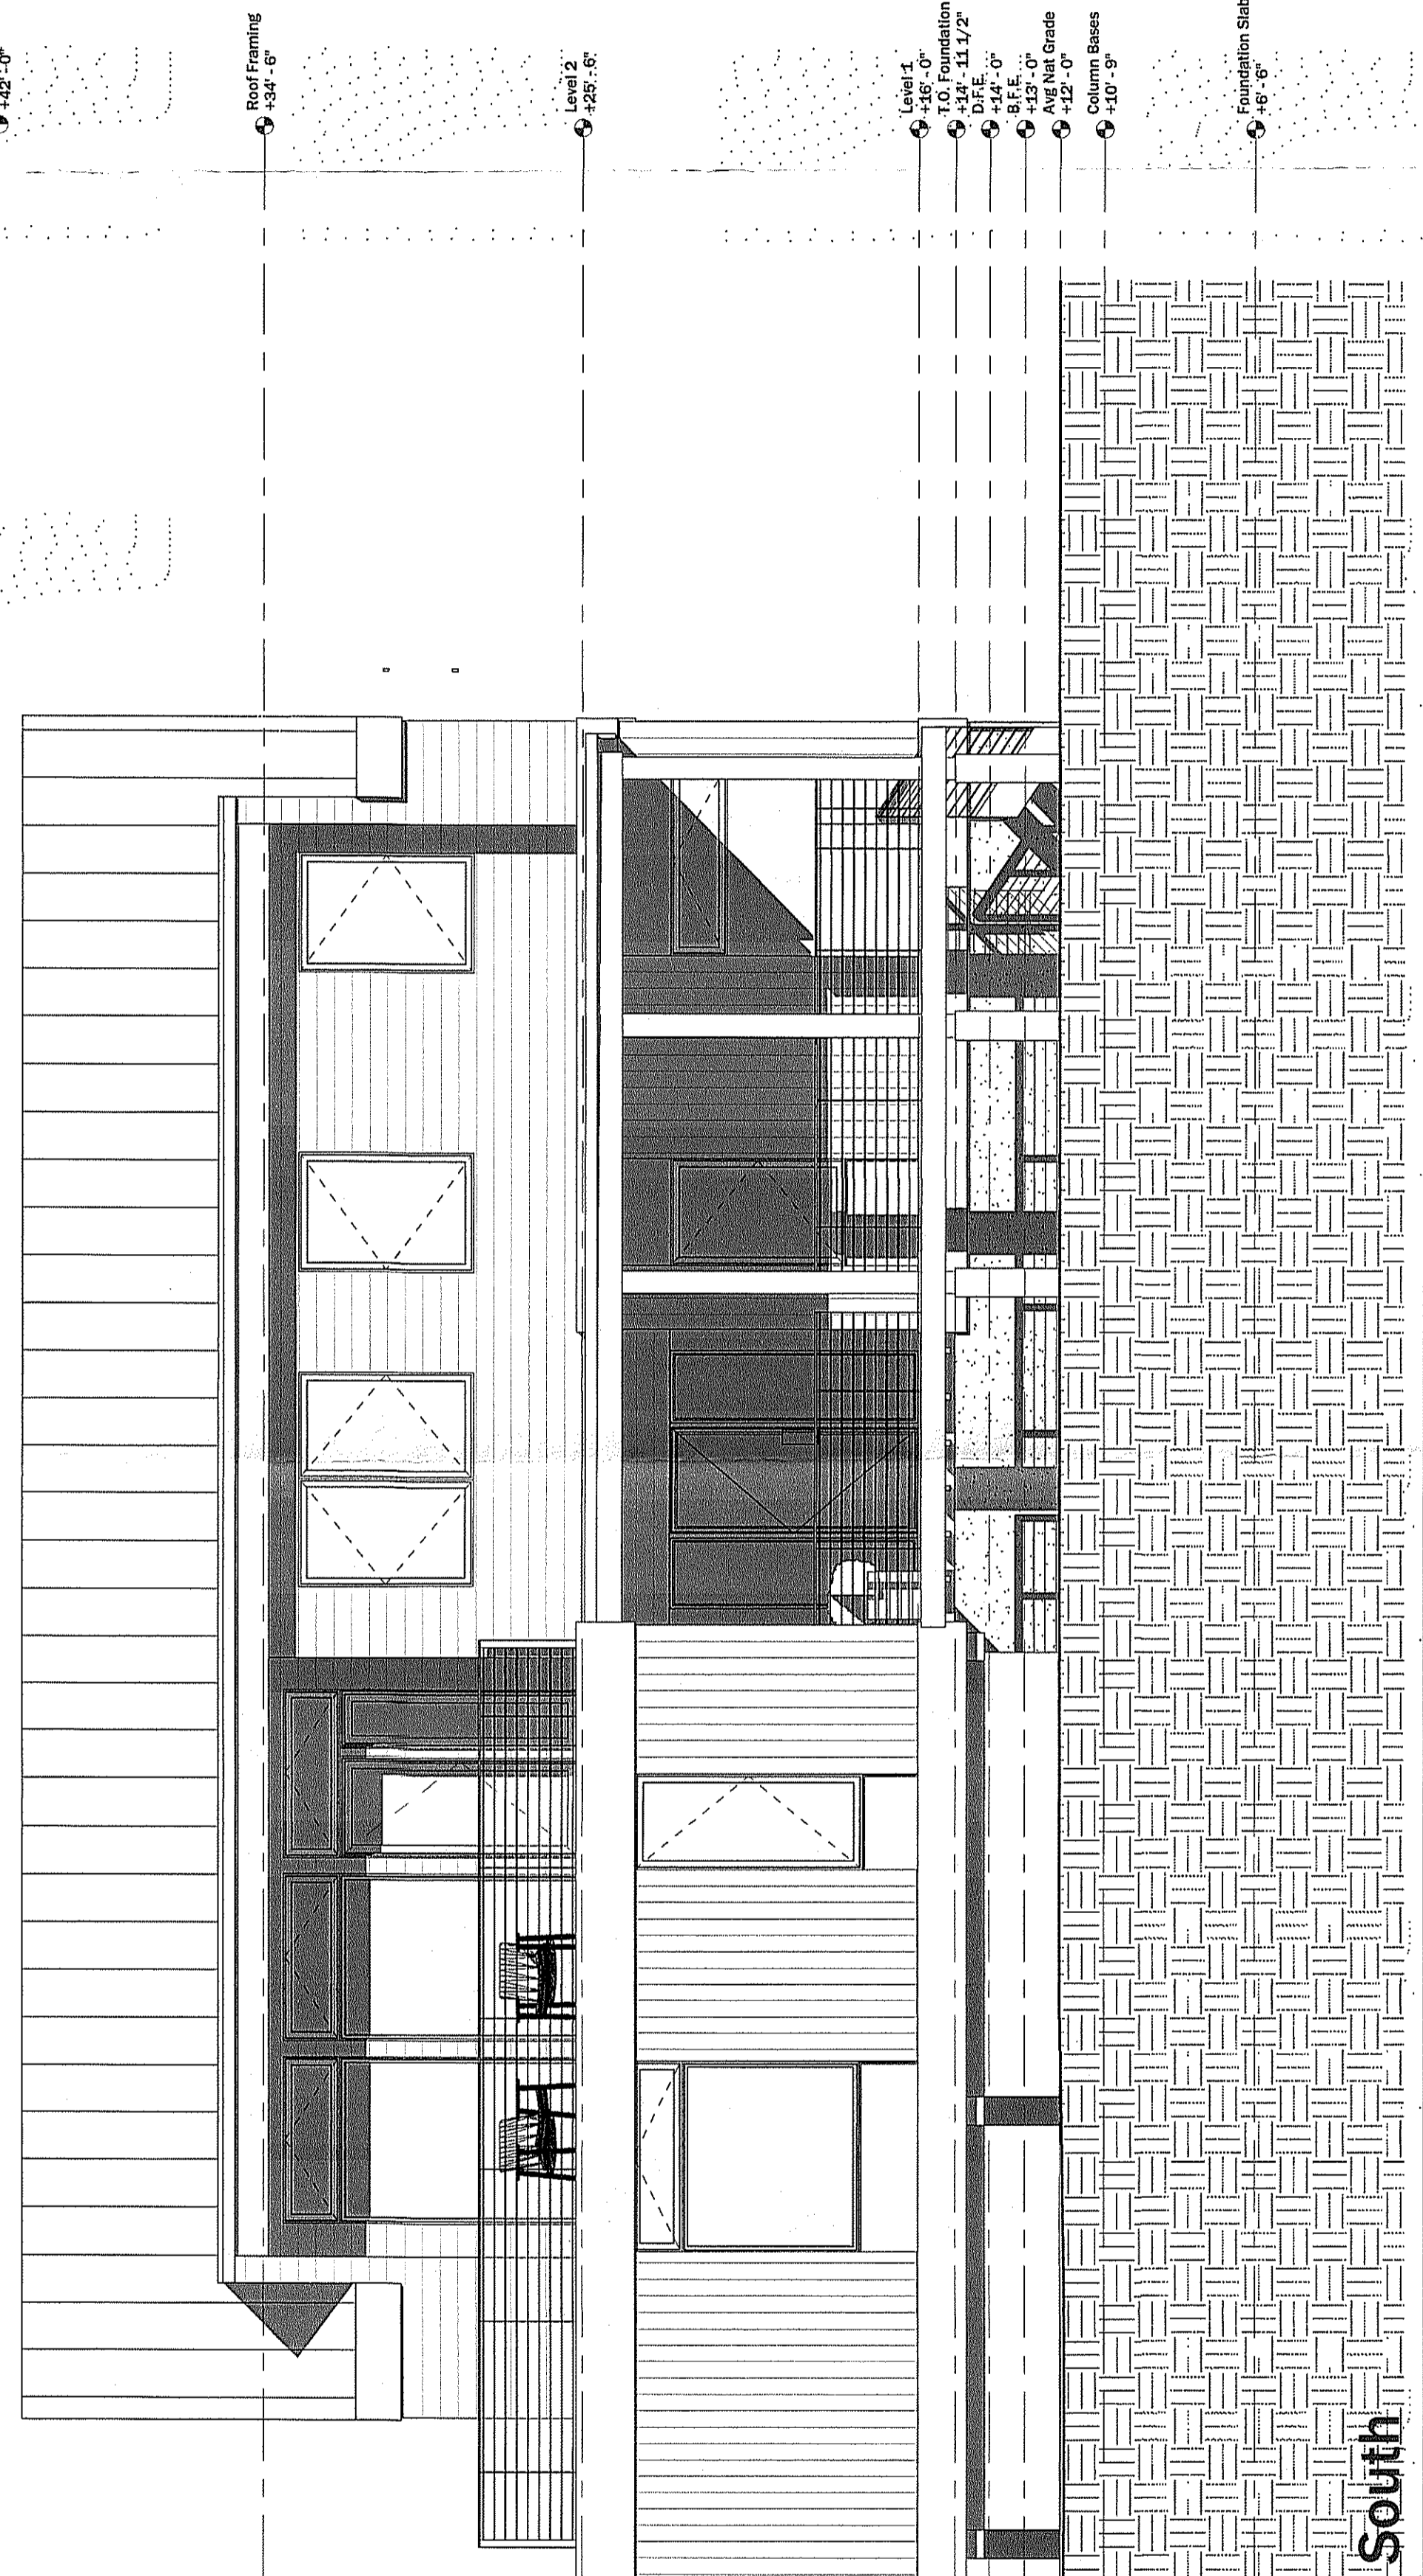 +42'-0"
Roof Framing
+34' - 6"
Level 2
+25' - 6"
Level 1
+16' - 0"
T.O. Foundation
+14' - 11 1/2"
D.F.E.
+14' - 0"
B.F.E.
+13' - 0"
Avg Nat Grade
+12' - 0"
Column Bases
+10' - 9"
Foundation Slab
+6' - 6"
South